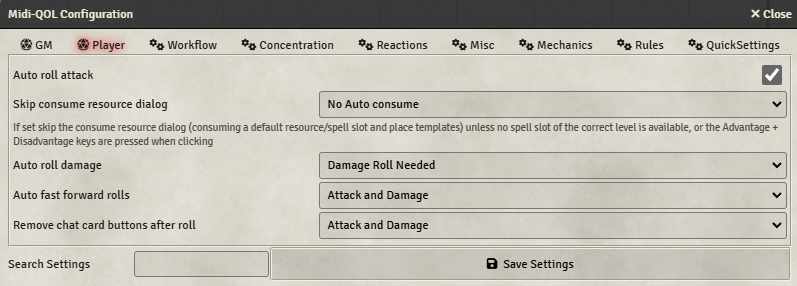 Midi-QOL Configuration
Close
GM Player Workflow Concentration Reactions Misc Mechanics Rules QuickSettings
Auto roll attack
Skip consume resource dialog No Auto consume
If set skip the consume resource dialog (consuming a default resource/spell slot and place templates) unless no spell slot of the correct level is available, or the Advantage +
Disadvantage keys are pressed when clicking
Auto roll damage Damage Roll Needed
Auto fast forward rolls Attack and Damage
Remove chat card buttons after roll Attack and Damage
Search Settings Save Settings